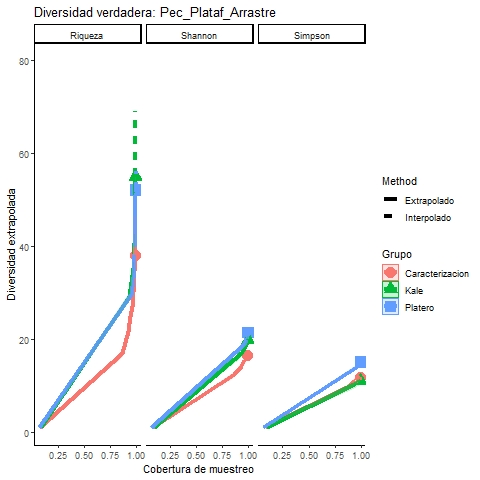 Diversidad verdadera: Pec_Plataf_Arrastre
Riqueza Shannon Simpson
80
60
40
20
0
Diversidad extrapolada
0.25 0.50 0.75 1.00 0.25 0.50 0.75 1.00 0.25 0.50 0.75 1.00
Cobertura de muestreo
Method
Extrapolado
Interpolado
Grupo
Caracterizacion
Kale
Platero